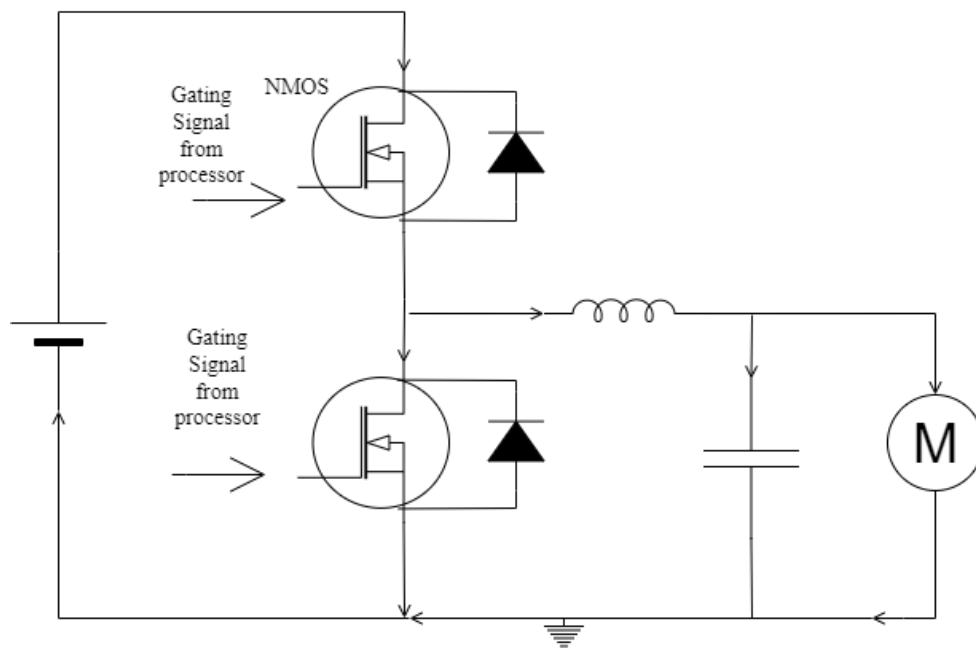 NMOS
Gating
Signal
from
processor
Gating
Signal
from
processor
M